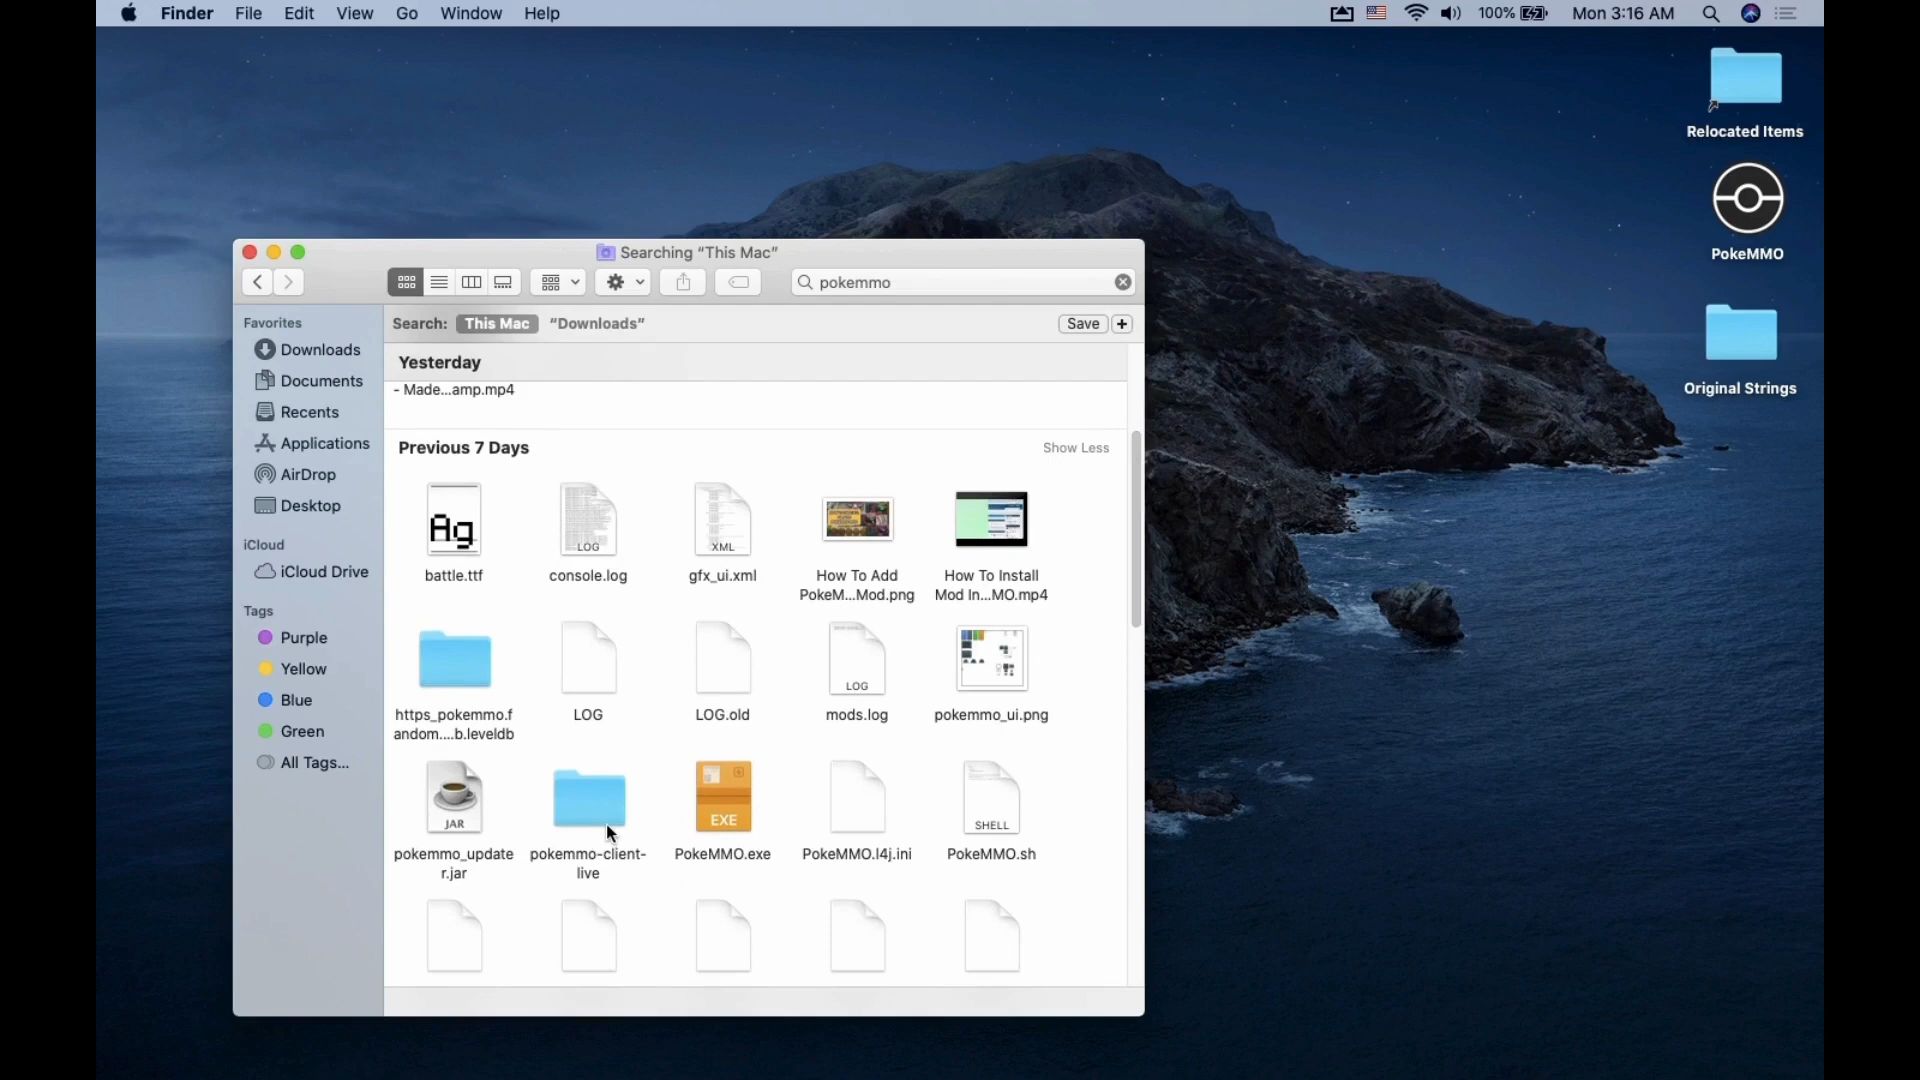 Finder File Edit View Go Window Help 100% Mon 3:16 AM
Relocated Items
PokeMMO
Original Strings
Searching “This Mac”
pokemmo
Search: This Mac “Downloads” Save +
Favorites
Downloads
Documents
Recents
Applications
AirDrop
Desktop
iCloud
iCloud Drive
Tags
Purple
Yellow
Blue
Green
All Tags...
Yesterday
- Made...amp.mp4
Previous 7 Days Show Less
Ag
LOG
XML
battle.ttf
console.log
gfx_ui.xml
How To Add
PokeM...Mod.png
How To Install
Mod In...MO.mp4
LOG
https_pokemmo.f
andom....b.leveldb
LOG
LOG.old
mods.log
pokemmo_ui.png
JAR
EXE
SHELL
pokemmo_update
r.jar
pokemmo-client-
live
PokeMMO.exe
PokeMMO.l4j.ini
PokeMMO.sh